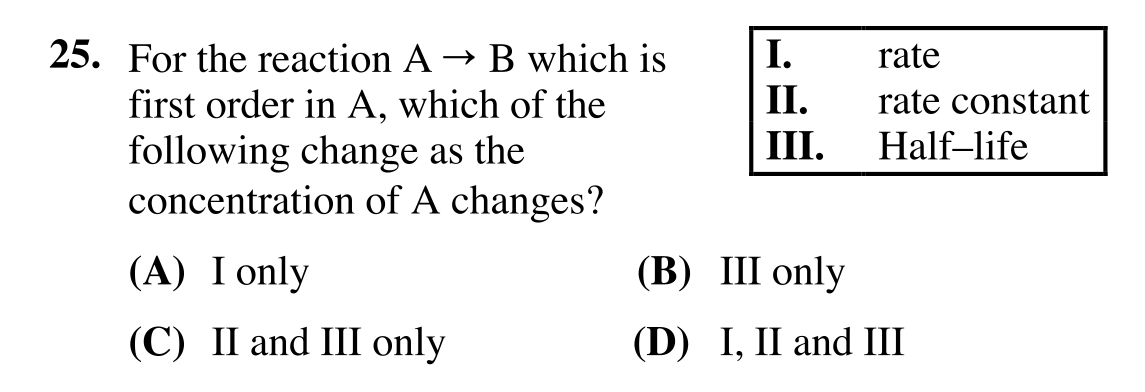 25. For the reaction A → B which is
first order in A, which of the
following change as the
concentration of A changes?
I. rate
II. rate constant
III. Half–life
(A) I only (B) III only
(C) II and III only (D) I, II and III